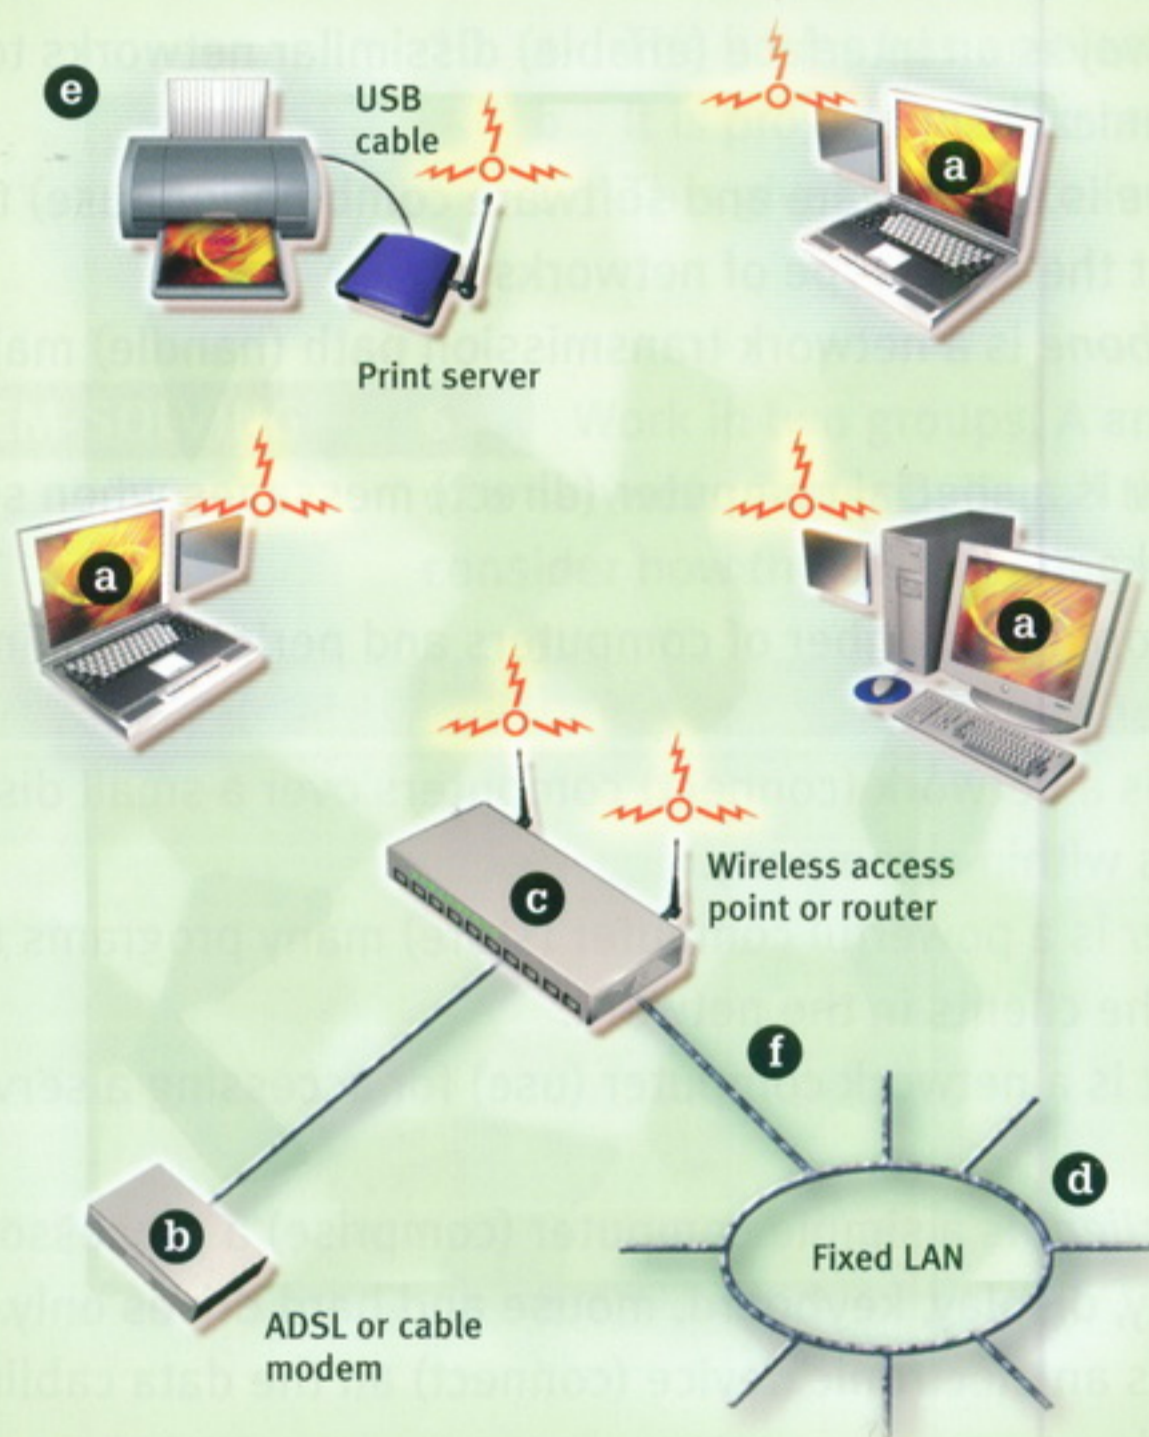 e
USB
cable
a
Print server
a
a
c
Wireless access
point or router
f
d
b
Fixed LAN
ADSL or cable
modem